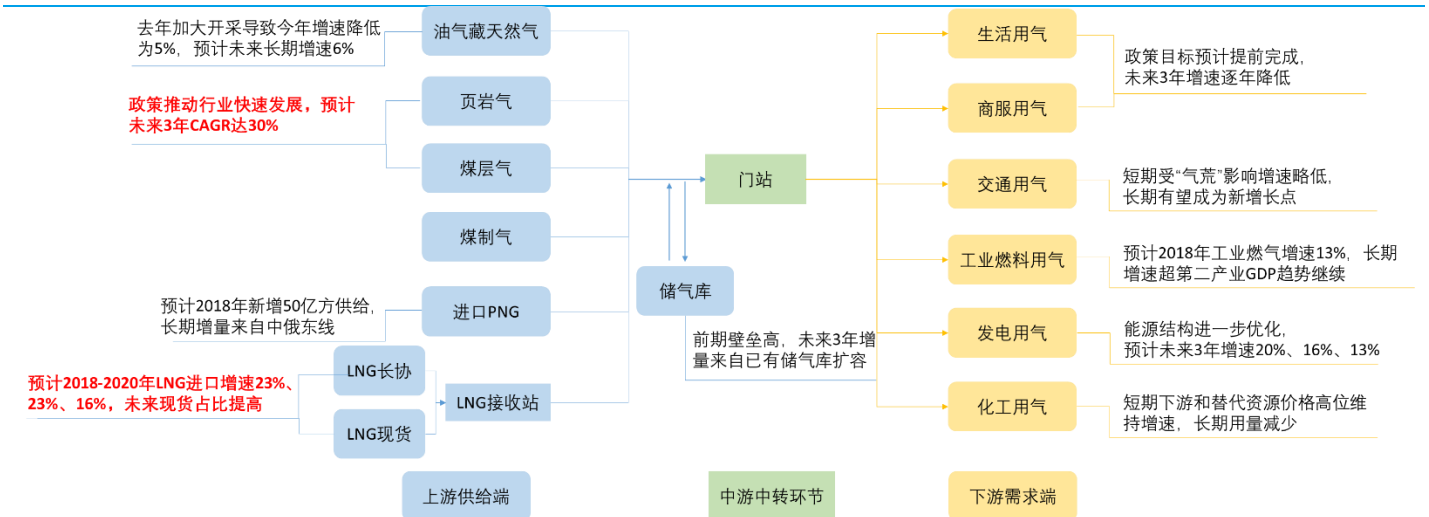 去年加大开采导致今年增速降低
为5%，预计未来长期增速6%
油气藏天然气
政策推动行业快速发展，预计
未来3年CAGR达30%
页岩气
煤层气
煤制气
预计2018年新增50亿方供给，
长期增量来自中俄东线
进口PNG
预计2018-2020年LNG进口增速23%、
23%、16%，未来现货占比提高
LNG长协
LNG现货
LNG接收站
门站
储气库
前期壁垒高，未来3年增
量来自已有储气库扩容
生活用气
商服用气
政策目标预计提前完成，
未来3年增速逐年降低
交通用气
短期受“气荒”影响增速略低，
长期有望成为新增长点
工业燃料用气
预计2018年工业燃气增速13%，长期
增速超第二产业GDP趋势继续
发电用气
能源结构进一步优化，
预计未来3年增速20%、16%、13%
化工用气
短期下游和替代资源价格高位维
持增速，长期用量减少
上游供给端
中游中转环节
下游需求端